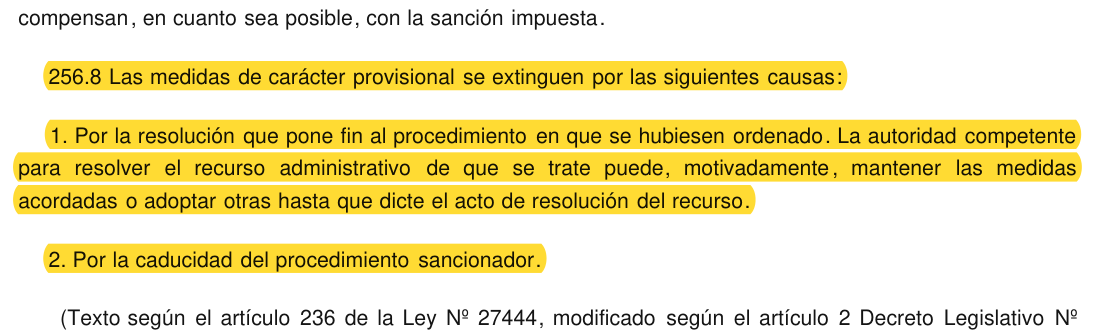 compensan, en cuanto sea posible, con la sanción impuesta.
256.8 Las medidas de carácter provisional se extinguen por las siguientes causas:
1. Por la resolución que pone fin al procedimiento en que se hubiesen ordenado. La autoridad competente
para resolver el recurso administrativo de que se trate puede, motivadamente, mantener las medidas
acordadas o adoptar otras hasta que dicte el acto de resolución del recurso.
2. Por la caducidad del procedimiento sancionador.
(Texto según el artículo 236 de la Ley Nº 27444, modificado según el artículo 2 Decreto Legislativo Nº